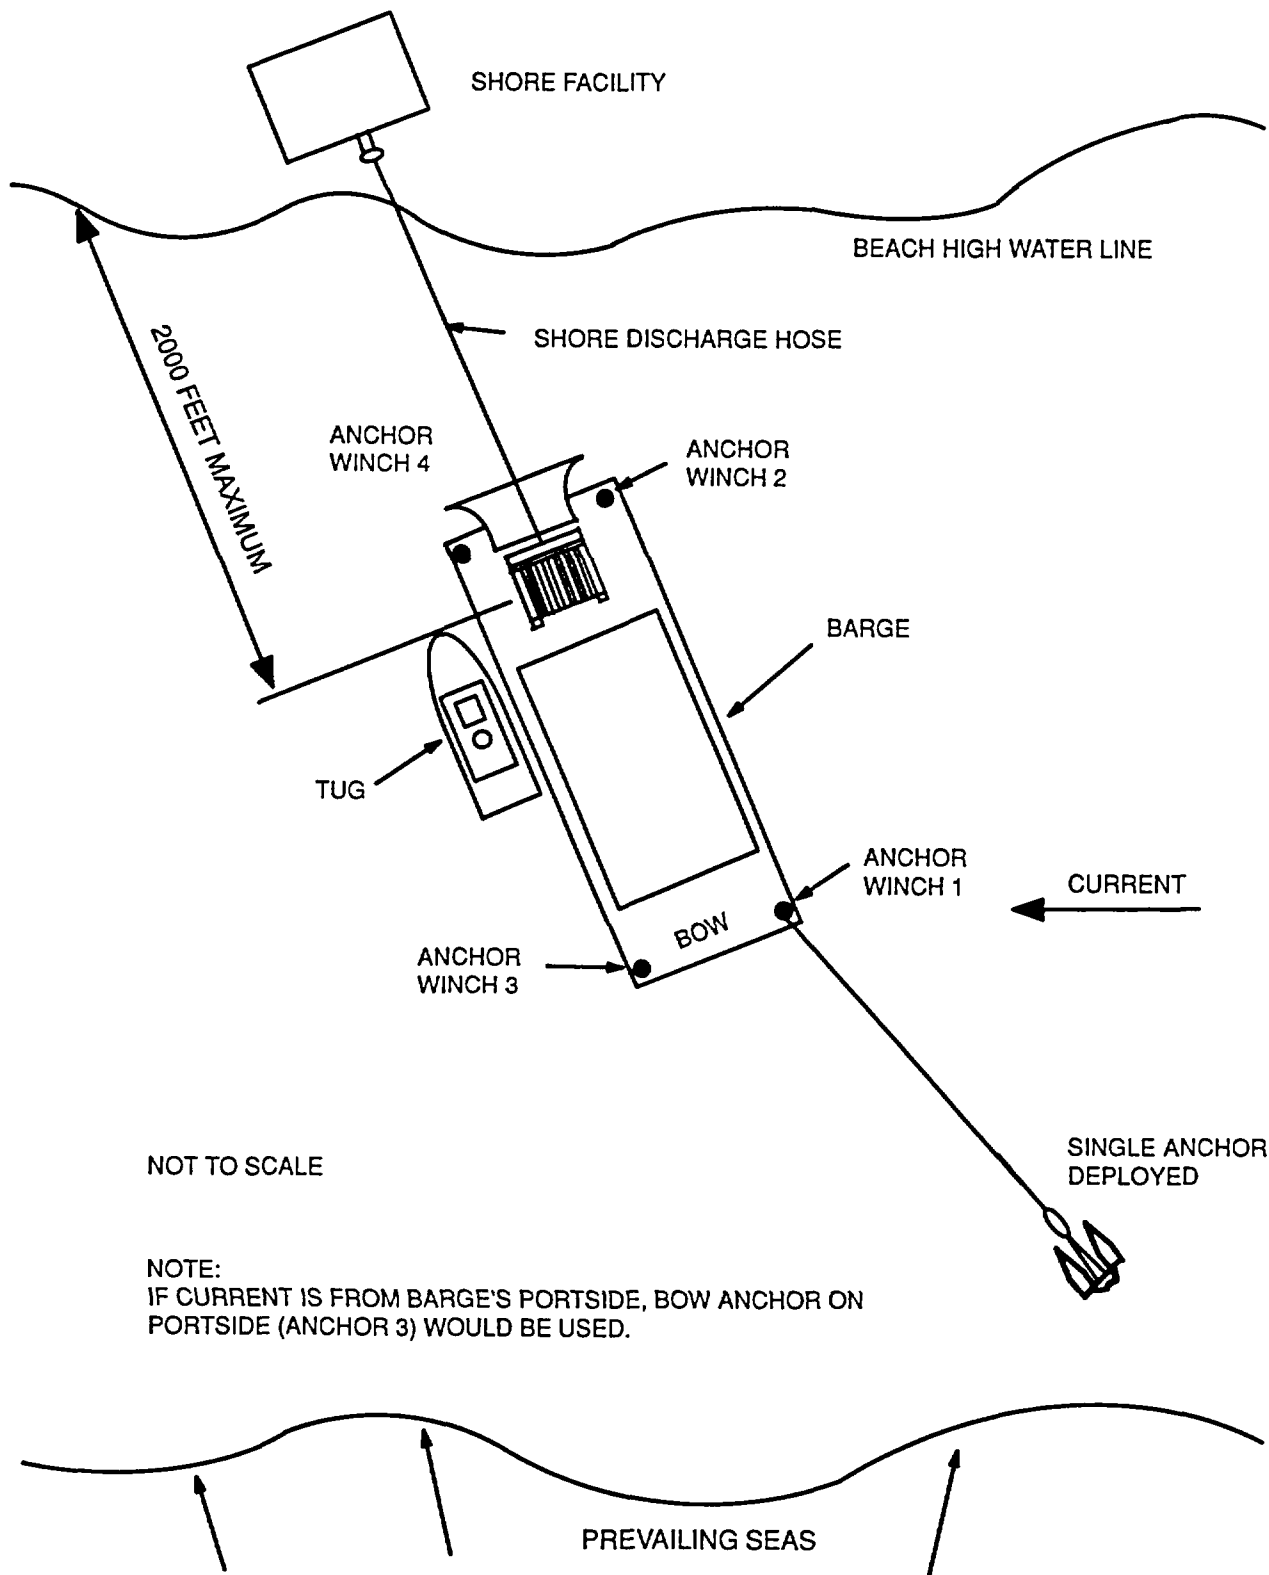 SHORE FACILITY
BEACH HIGH WATER LINE
SHORE DISCHARGE HOSE
2000 FEET MAXIMUM
ANCHOR
WINCH 4
ANCHOR
WINCH 2
BARGE
TUG
ANCHOR
WINCH 1
CURRENT
BOW
ANCHOR
WINCH 3
SINGLE ANCHOR
DEPLOYED
NOT TO SCALE
NOTE:
IF CURRENT IS FROM BARGE'S PORTSIDE, BOW ANCHOR ON
PORTSIDE (ANCHOR 3) WOULD BE USED.
PREVAILING SEAS